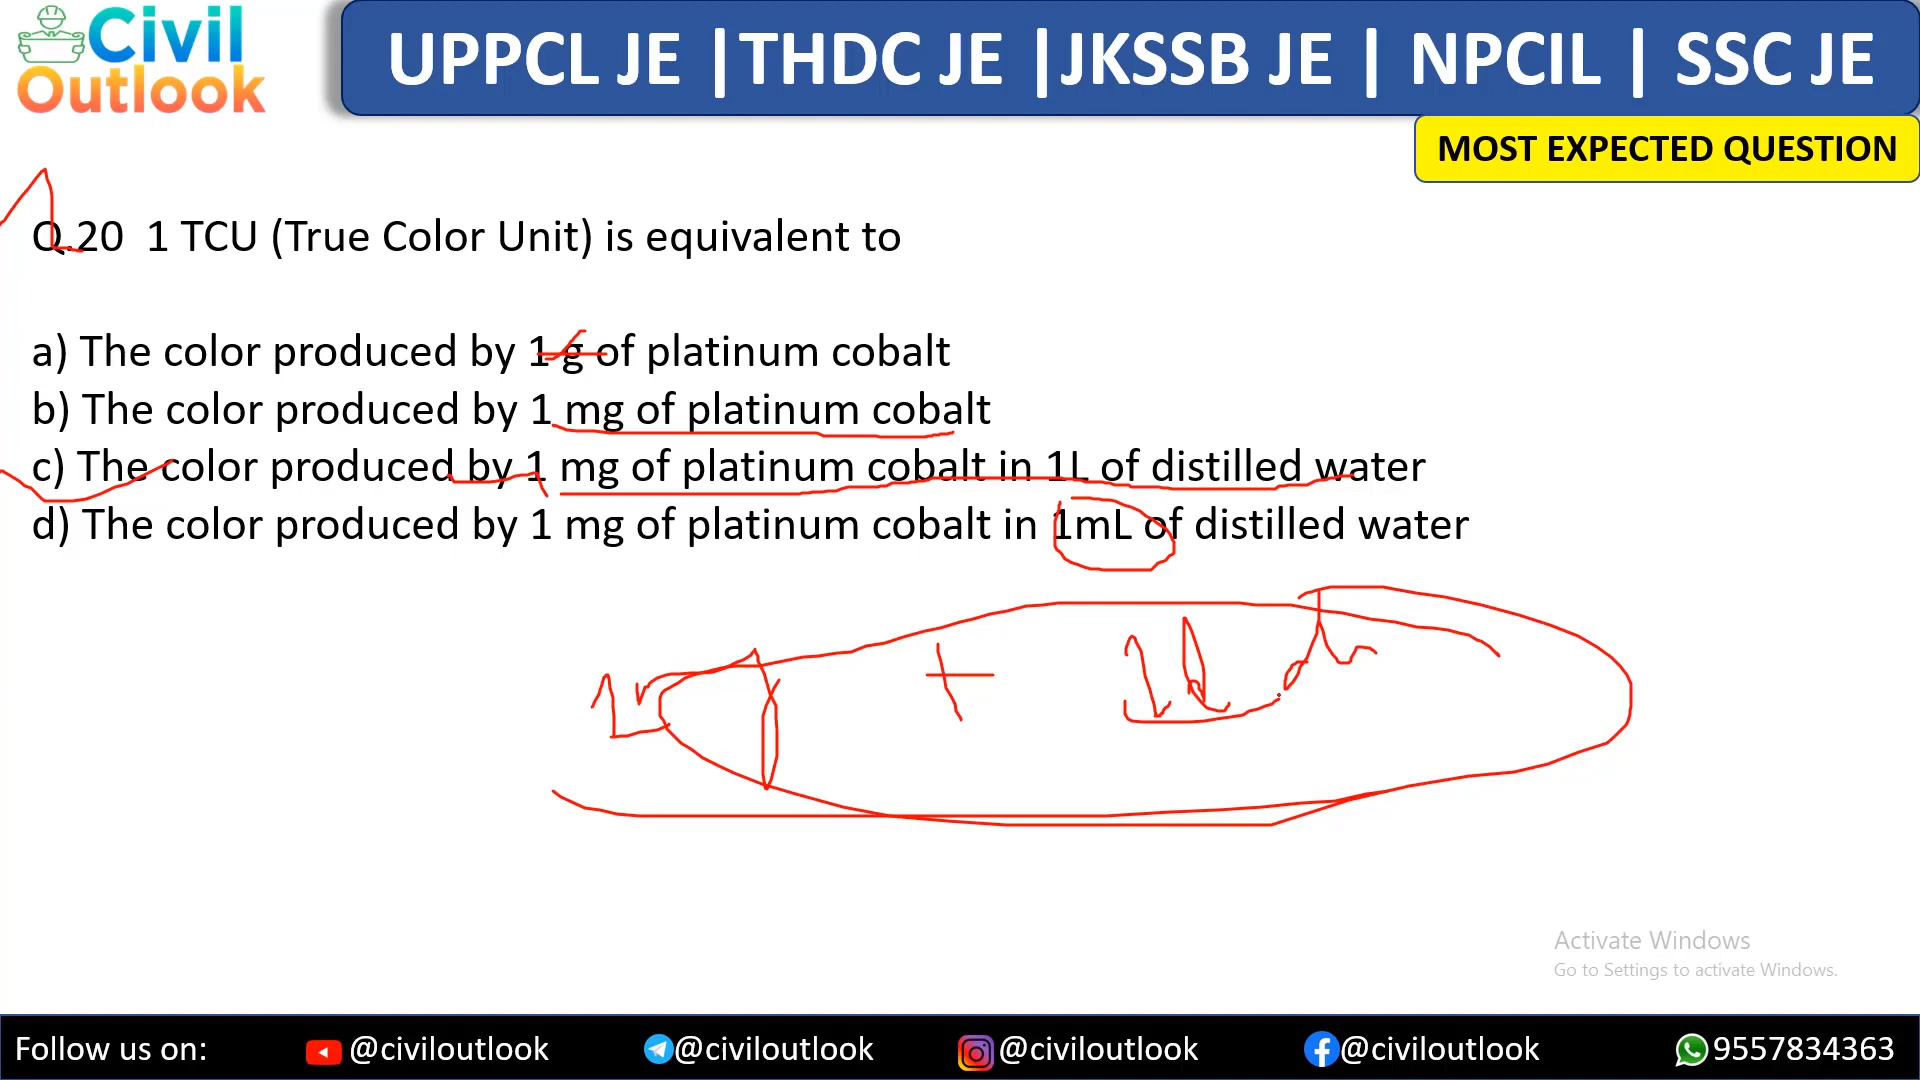 Civil
Outlook
UPPCL JE | THDC JE | JKSSB JE | NPCIL | SSC JE
MOST EXPECTED QUESTION
Q.20 1 TCU (True Color Unit) is equivalent to
a) The color produced by 1 g of platinum cobalt
b) The color produced by 1 mg of platinum cobalt
c) The color produced by 1 mg of platinum cobalt in 1L of distilled water
d) The color produced by 1 mg of platinum cobalt in 1mL of distilled water
+
Activate Windows
Go to Settings to activate Windows.
Follow us on: @civiloutlook @civiloutlook @civiloutlook @civiloutlook 9557834363